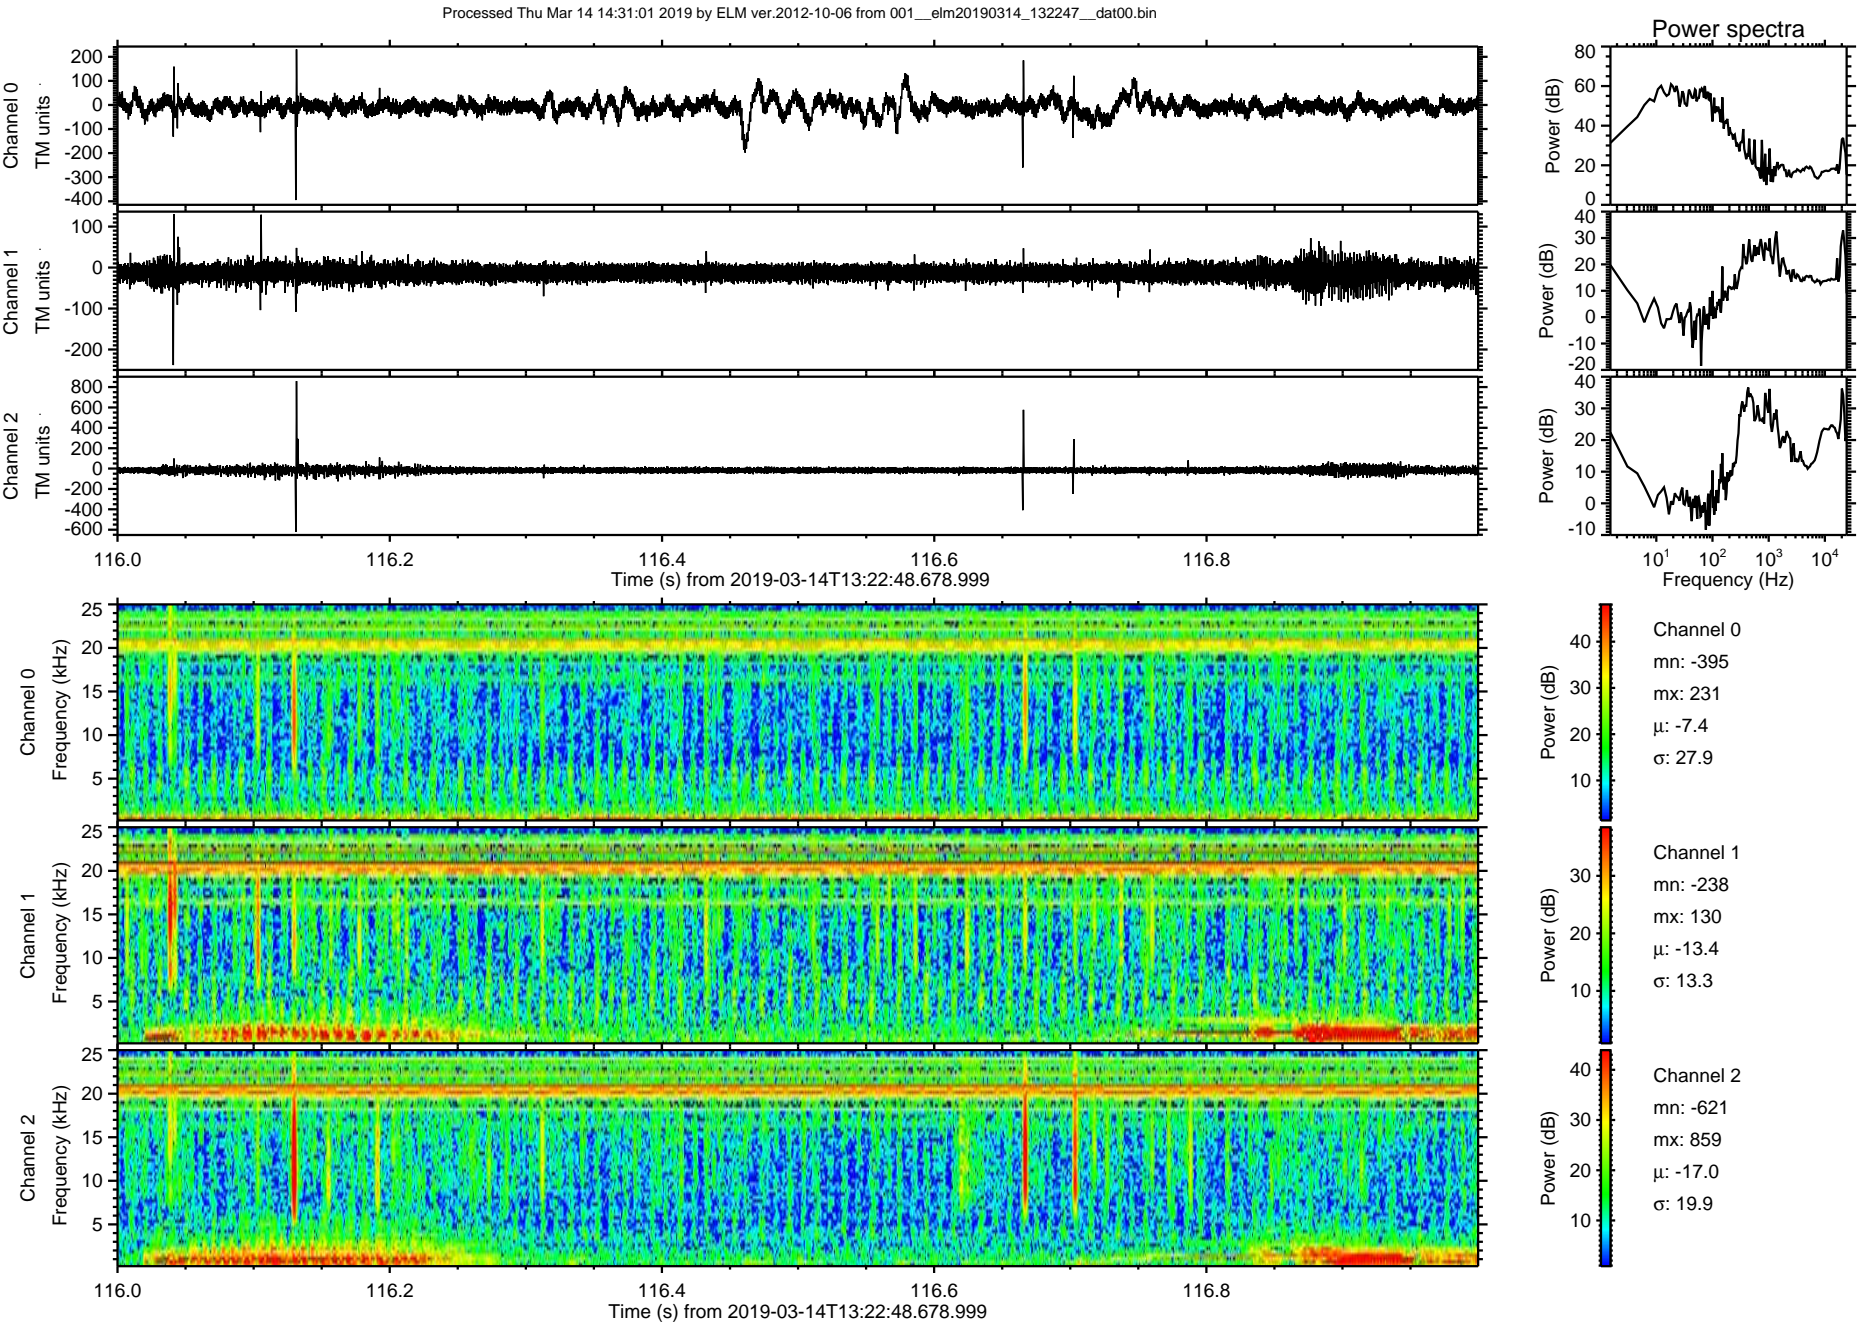 Processed Thu Mar 14 14:31:01 2019 by ELM ver.2012-10-06 from 001__elm20190314_132247__dat00.bin
Power spectra
Channel 0
TM units
200
100
0
-100
-200
-300
-400
Power (dB)
80
60
40
20
0
Channel 1
TM units
100
0
-100
-200
Power (dB)
40
30
20
10
0
-10
-20
Channel 2
TM units
800
600
400
200
0
-200
-400
-600
Power (dB)
40
30
20
10
0
-10
116.0 116.2 116.4 116.6 116.8
Time (s) from 2019-03-14T13:22:48.678.999
10^1 10^2 10^3 10^4
Frequency (Hz)
Channel 0
Frequency (kHz)
25
20
15
10
5
Power (dB)
40
30
20
10
Channel 0
mn: -395
mx: 231
μ: -7.4
σ: 27.9
Channel 1
Frequency (kHz)
25
20
15
10
5
Power (dB)
30
20
10
Channel 1
mn: -238
mx: 130
μ: -13.4
σ: 13.3
Channel 2
Frequency (kHz)
25
20
15
10
5
Power (dB)
40
30
20
10
Channel 2
mn: -621
mx: 859
μ: -17.0
σ: 19.9
116.0 116.2 116.4 116.6 116.8
Time (s) from 2019-03-14T13:22:48.678.999